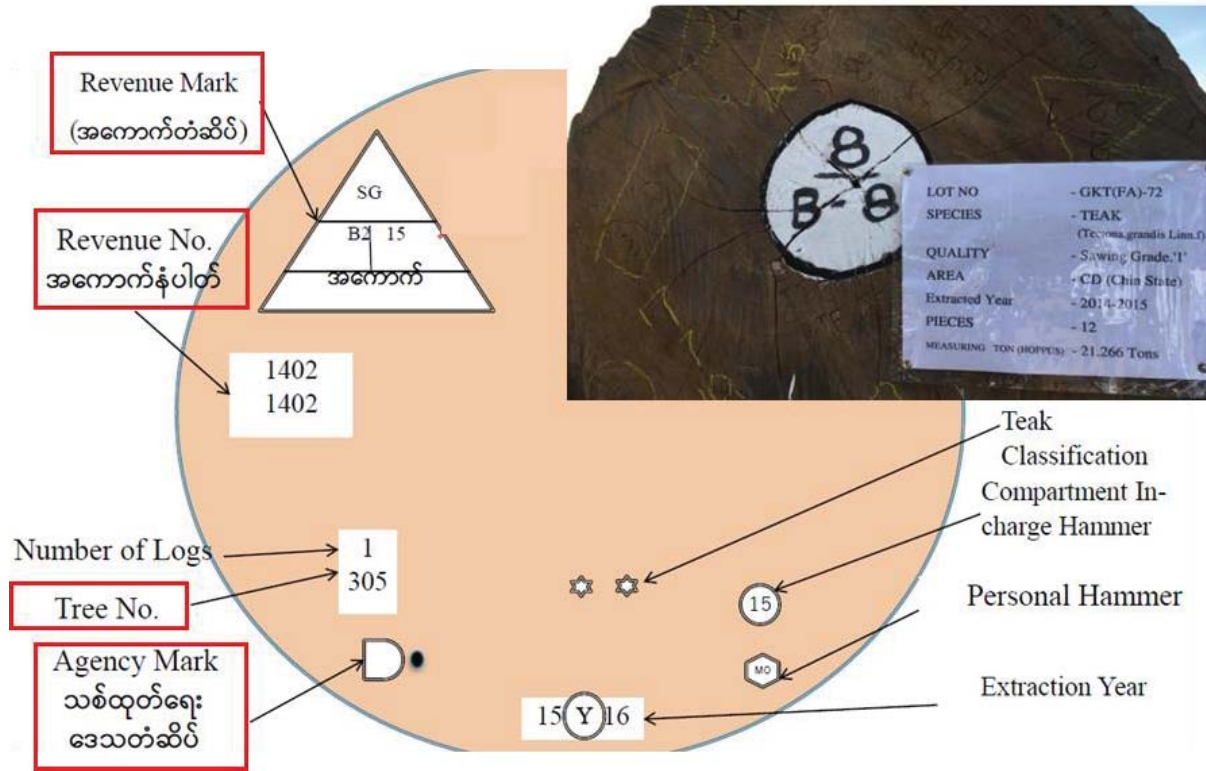 Revenue Mark
(အကောက်တံဆိပ်)
SG
B2 15
အကောက်
Revenue No.
အကောက်နံပါတ်
1402
1402
Number of Logs
1
305
Tree No.
Agency Mark
သစ်ထုတ်ရေး
ဒေသတံဆိပ်
15 Y 16
Teak
Classification
Compartment In-
charge Hammer
15
Personal Hammer
MO
Extraction Year
8
B-8
LOT NO - GKT(FA)-72
SPECIES - TEAK
(Tectona.grandis Linn.f)
QUALITY - Sawing Grade.'1'
AREA - CD (Chin State)
Extracted Year - 2014-2015
PIECES - 12
MEASURING TON (HOPPUS) - 21.266 Tons